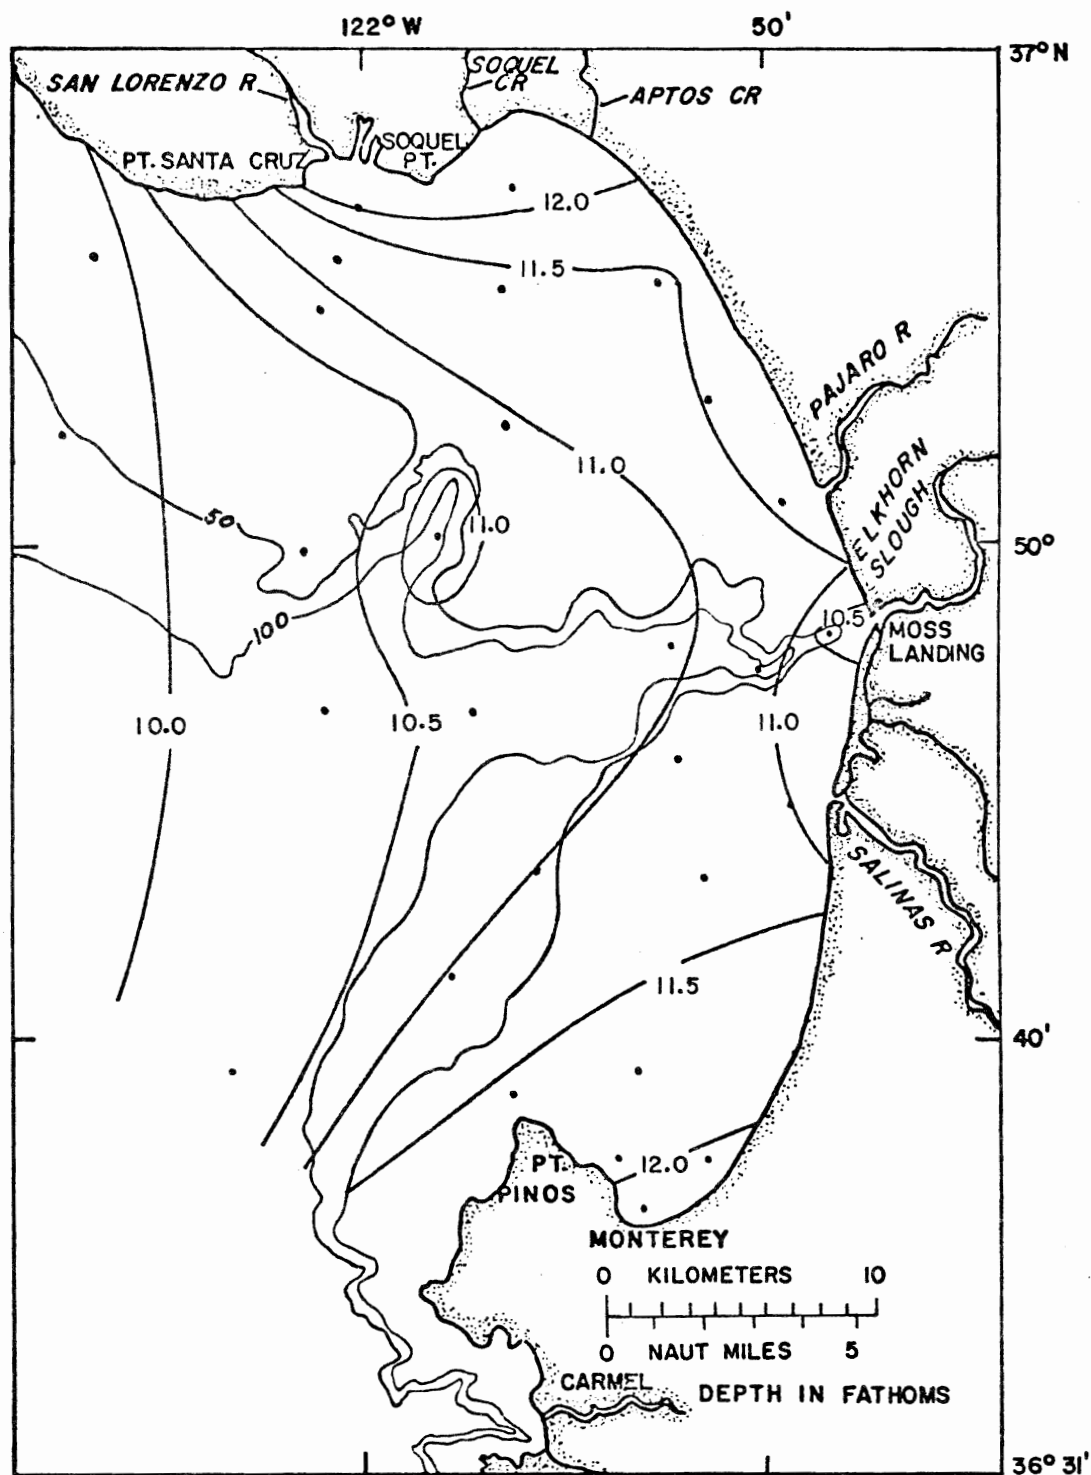 122° W
50'
37° N
SAN LORENZO R
SOQUEL
CR
APTOS CR
SOQUEL
PT.
PT. SANTA CRUZ
12.0
11.5
PAJARO R
11.0
ELKHORN
SLOUGH
50
11.0
50°
100
10.5
MOSS
LANDING
10.0
10.5
11.0
SALINAS R
11.5
40'
PT.
PINOS
12.0
MONTEREY
0 KILOMETERS 10
0 NAUT MILES 5
CARMEL
DEPTH IN FATHOMS
36° 31'